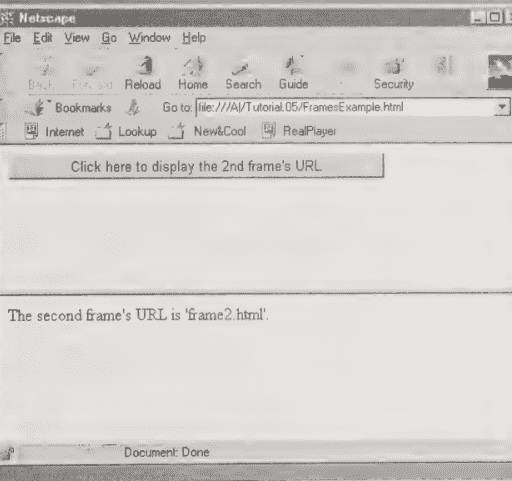 Netscape
File Edit View Go Window Help
Back Forward Reload Home Search Guide Security
Bookmarks Go to: file:///A|/Tutorial.05/FramesExample.html
Internet Lookup New&Cool RealPlayer
Click here to display the 2nd frame's URL
The second frame's URL is 'frame2.html'.
Document: Done